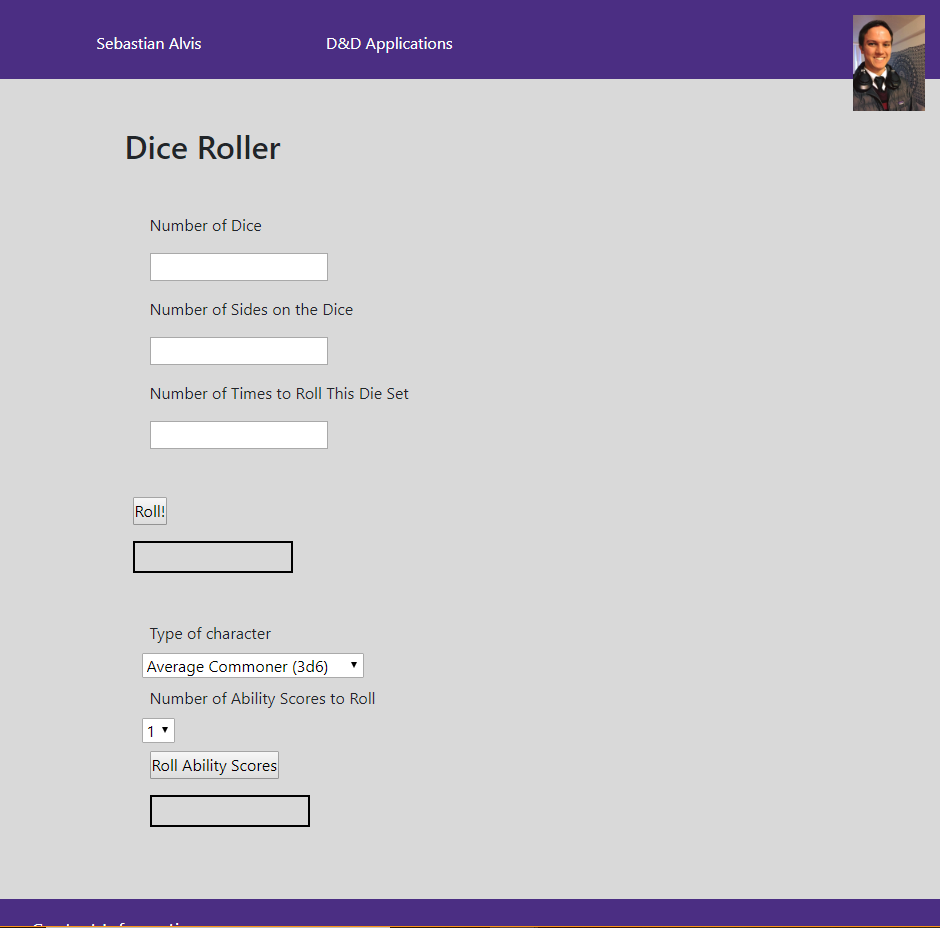 Sebastian Alvis D&D Applications
Dice Roller
Number of Dice
Number of Sides on the Dice
Number of Times to Roll This Die Set
Roll!
Type of character
Average Commoner (3d6)
Number of Ability Scores to Roll
1
Roll Ability Scores